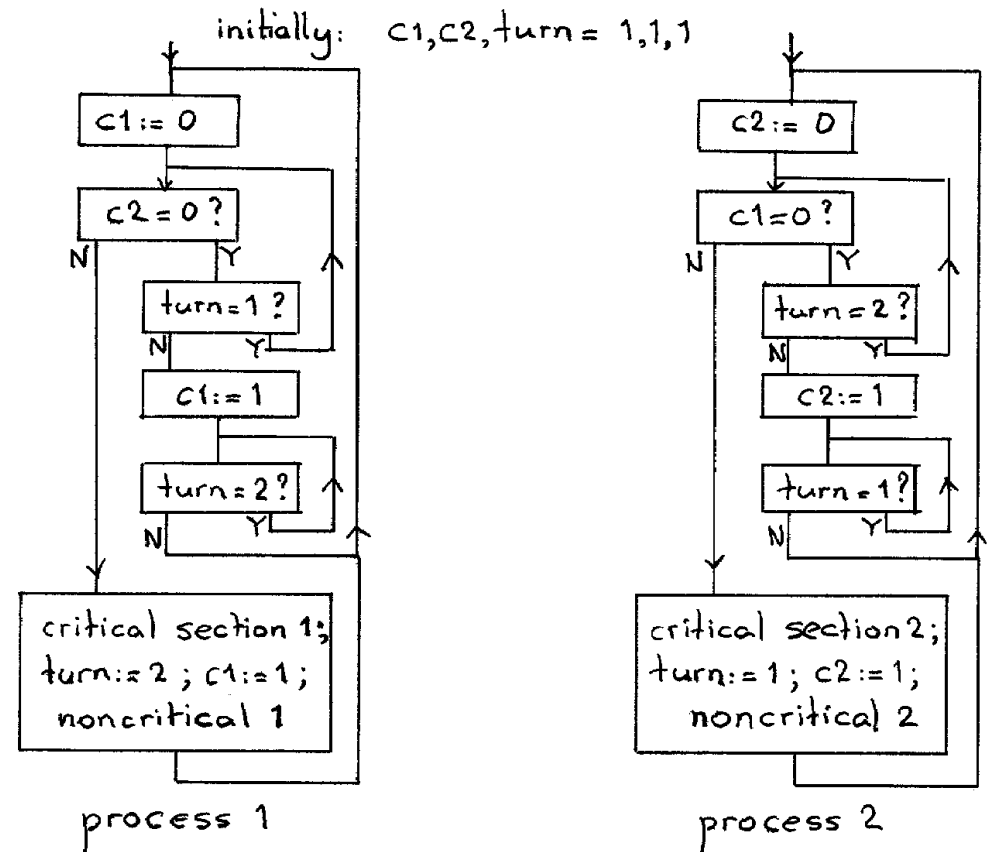 initially: c1,c2,turn = 1,1,1
c1:= 0
c2 = 0 ?
N
Y
turn=1 ?
N
Y
c1:= 1
turn=2?
N
Y
critical section 1;
turn:=2 ; c1:=1;
noncritical 1
process 1
c2:= 0
c1=0?
N
Y
turn=2?
N
Y
c2:=1
turn=1?
N
Y
critical section2;
turn:=1; c2:=1;
noncritical 2
process 2